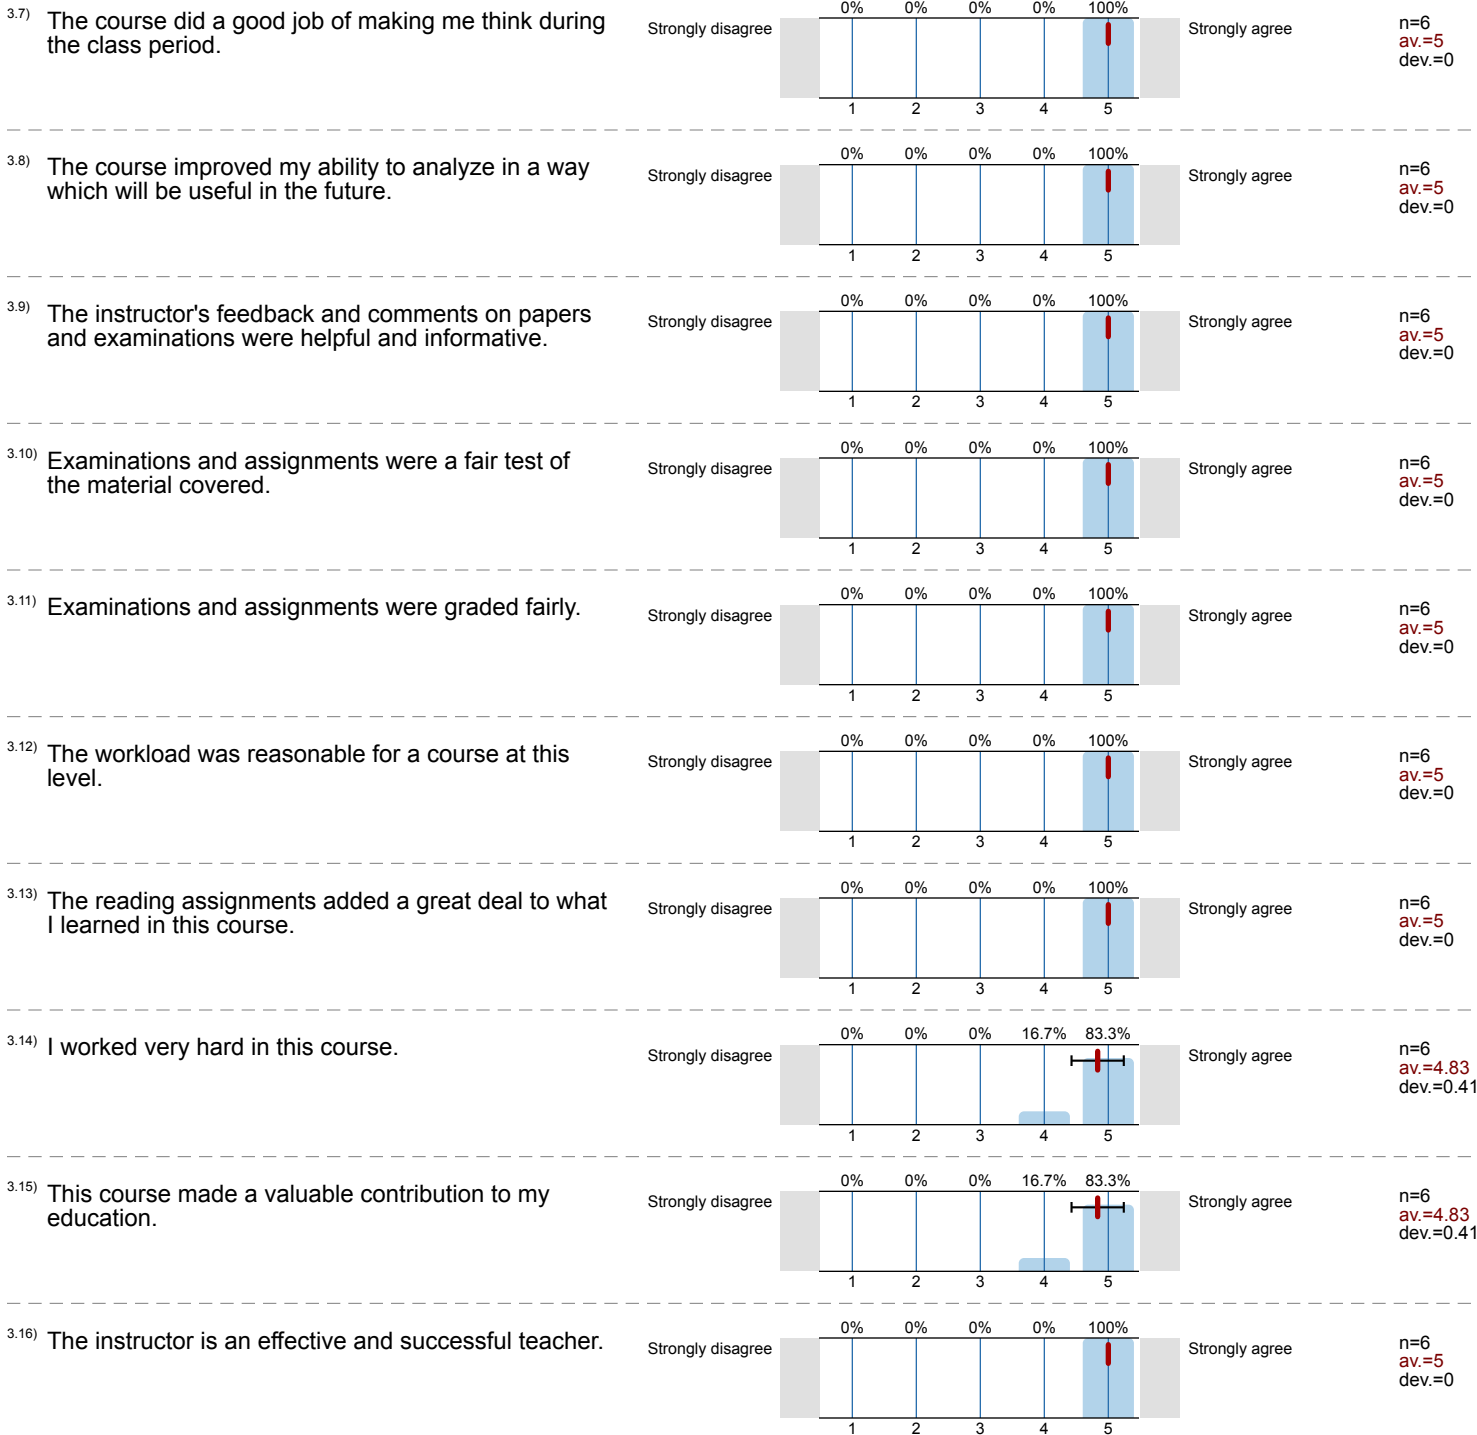 3.7) The course did a good job of making me think during
the class period.
Strongly disagree
0% 0% 0% 0% 100%
1 2 3 4 5
Strongly agree
n=6
av.=5
dev.=0
3.8) The course improved my ability to analyze in a way
which will be useful in the future.
Strongly disagree
0% 0% 0% 0% 100%
1 2 3 4 5
Strongly agree
n=6
av.=5
dev.=0
3.9) The instructor's feedback and comments on papers
and examinations were helpful and informative.
Strongly disagree
0% 0% 0% 0% 100%
1 2 3 4 5
Strongly agree
n=6
av.=5
dev.=0
3.10) Examinations and assignments were a fair test of
the material covered.
Strongly disagree
0% 0% 0% 0% 100%
1 2 3 4 5
Strongly agree
n=6
av.=5
dev.=0
3.11) Examinations and assignments were graded fairly.
Strongly disagree
0% 0% 0% 0% 100%
1 2 3 4 5
Strongly agree
n=6
av.=5
dev.=0
3.12) The workload was reasonable for a course at this
level.
Strongly disagree
0% 0% 0% 0% 100%
1 2 3 4 5
Strongly agree
n=6
av.=5
dev.=0
3.13) The reading assignments added a great deal to what
I learned in this course.
Strongly disagree
0% 0% 0% 0% 100%
1 2 3 4 5
Strongly agree
n=6
av.=5
dev.=0
3.14) I worked very hard in this course.
Strongly disagree
0% 0% 0% 16.7% 83.3%
1 2 3 4 5
Strongly agree
n=6
av.=4.83
dev.=0.41
3.15) This course made a valuable contribution to my
education.
Strongly disagree
0% 0% 0% 16.7% 83.3%
1 2 3 4 5
Strongly agree
n=6
av.=4.83
dev.=0.41
3.16) The instructor is an effective and successful teacher.
Strongly disagree
0% 0% 0% 0% 100%
1 2 3 4 5
Strongly agree
n=6
av.=5
dev.=0